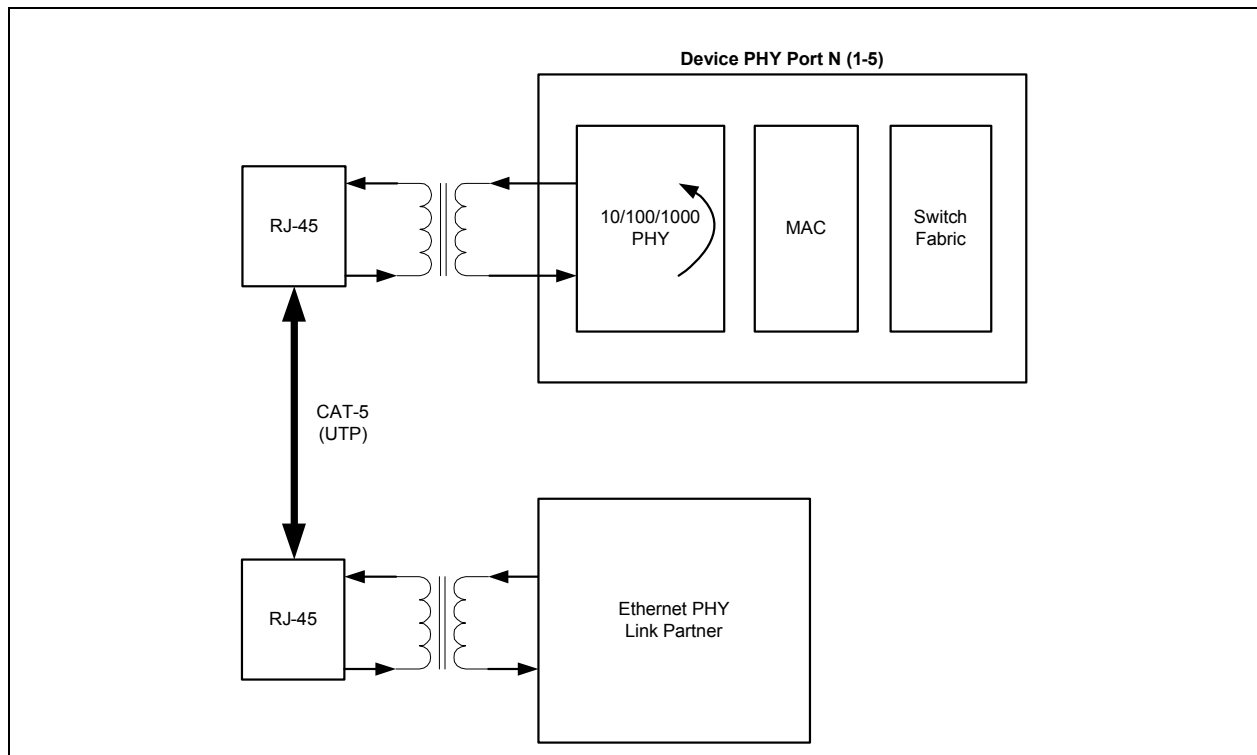 Device PHY Port N (1-5)
RJ-45
10/100/1000
PHY
MAC
Switch
Fabric
CAT-5
(UTP)
RJ-45
Ethernet PHY
Link Partner